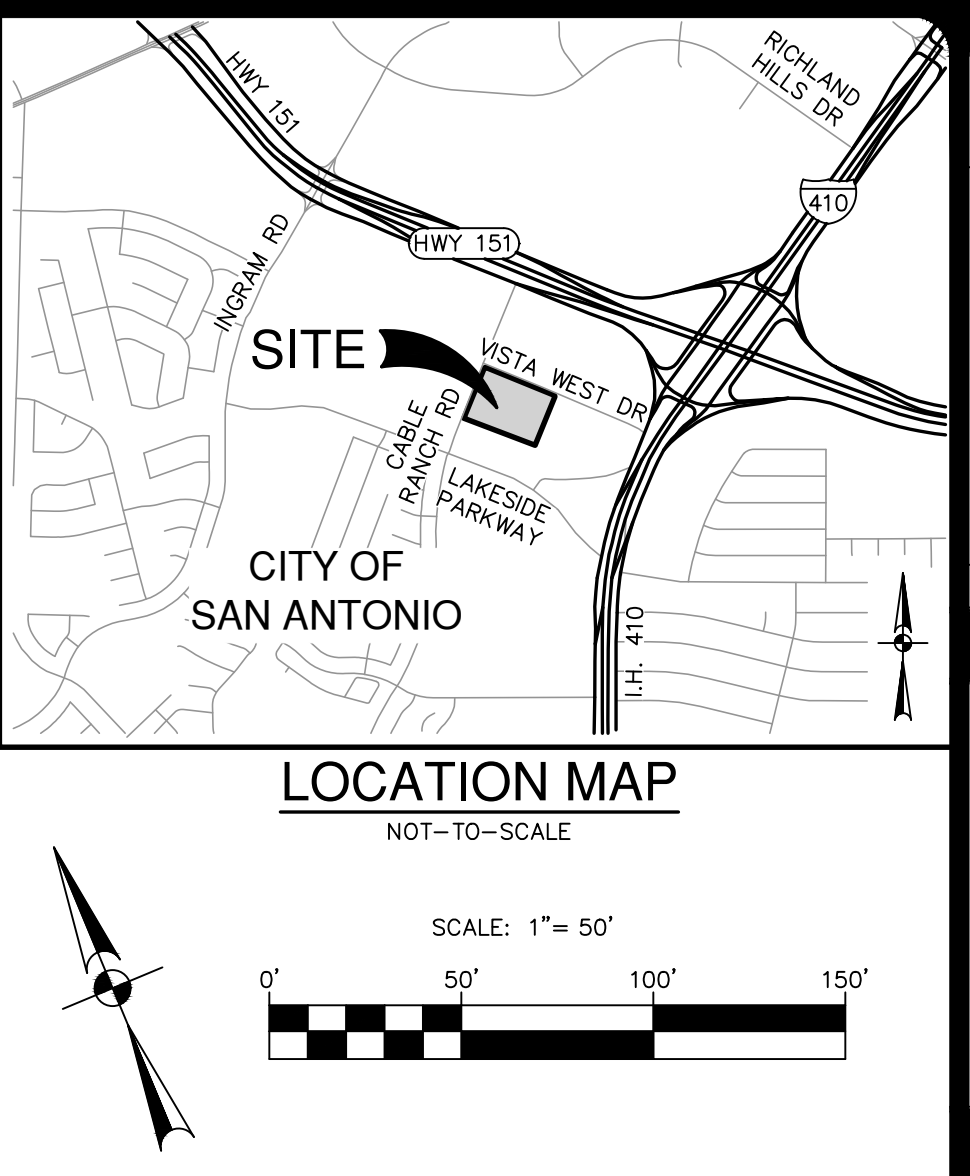 RICHLAND
HILLS DR
HWY 151
410
INGRAM RD
HWY 151
SITE
VISTA WEST DR
CABLE
RANCH RD
LAKESIDE
PARKWAY
CITY OF
SAN ANTONIO
I.H. 410
LOCATION MAP
NOT-TO-SCALE
SCALE: 1"= 50'
0' 50' 100' 150'